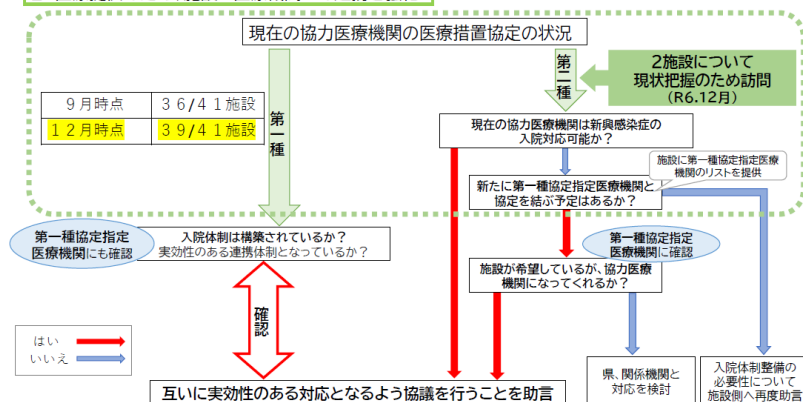 現在の協力医療機関の医療措置協定の状況
第一種
第二種
2施設について
現状把握のため訪問
（R6.12月）
9月時点 36/41施設
12月時点 39/41施設
現在の協力医療機関は新興感染症の
入院対応可能か？
施設に第一種協定指定医療
機関のリストを提供
新たに第一種協定指定医療機関と
協定を結ぶ予定はあるか？
第一種協定指定
医療機関にも確認
入院体制は構築されているか？
実効性のある連携体制となっているか？
第一種協定指定
医療機関に確認
施設が希望しているが、協力医療
機関になってくれるか？
確認
はい
いいえ
県、関係機関と
対応を検討
入院体制整備の
必要性について
施設側へ再度助言
互いに実効性のある対応となるよう協議を行うことを助言